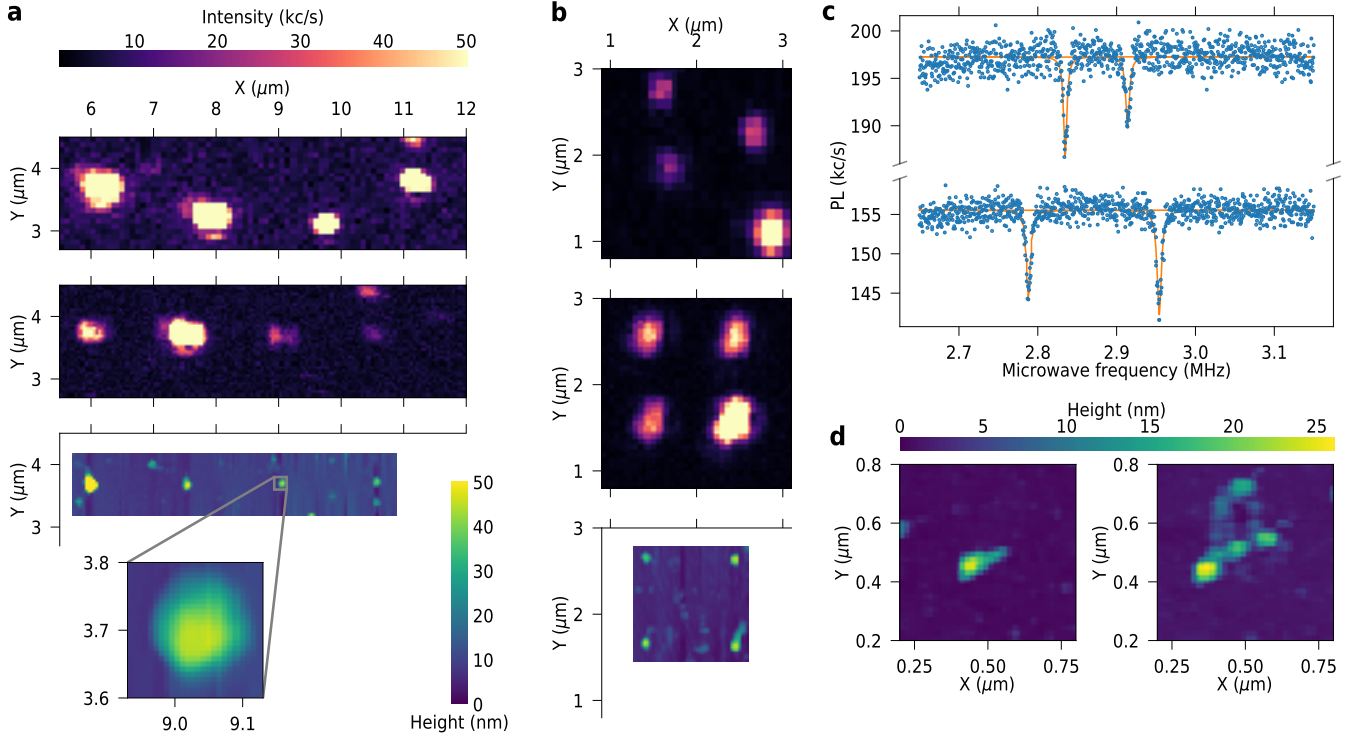 a
Intensity (kc/s)
10 20 30 40 50
X (μm)
6 7 8 9 10 11 12
Y (μm)
4
3
Y (μm)
4
3
Y (μm)
4
3
3.8
3.7
3.6
9.0 9.1
50
40
30
20
10
0
Height (nm)
b
X (μm)
1 2 3
Y (μm)
3
2
1
Y (μm)
3
2
1
Y (μm)
3
2
1
c
PL (kc/s)
200
195
190
155
150
145
2.7 2.8 2.9 3.0 3.1
Microwave frequency (MHz)
d
Height (nm)
0 5 10 15 20 25
Y (μm)
0.8
0.6
0.4
0.2
0.25 0.50 0.75
X (μm)
Y (μm)
0.8
0.6
0.4
0.2
0.25 0.50 0.75
X (μm)